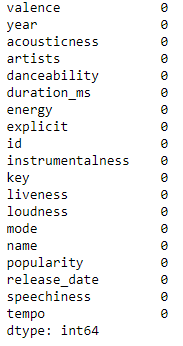 valence 0
year 0
acousticness 0
artists 0
danceability 0
duration_ms 0
energy 0
explicit 0
id 0
instrumentalness 0
key 0
liveness 0
loudness 0
mode 0
name 0
popularity 0
release_date 0
speechiness 0
tempo 0
dtype: int64